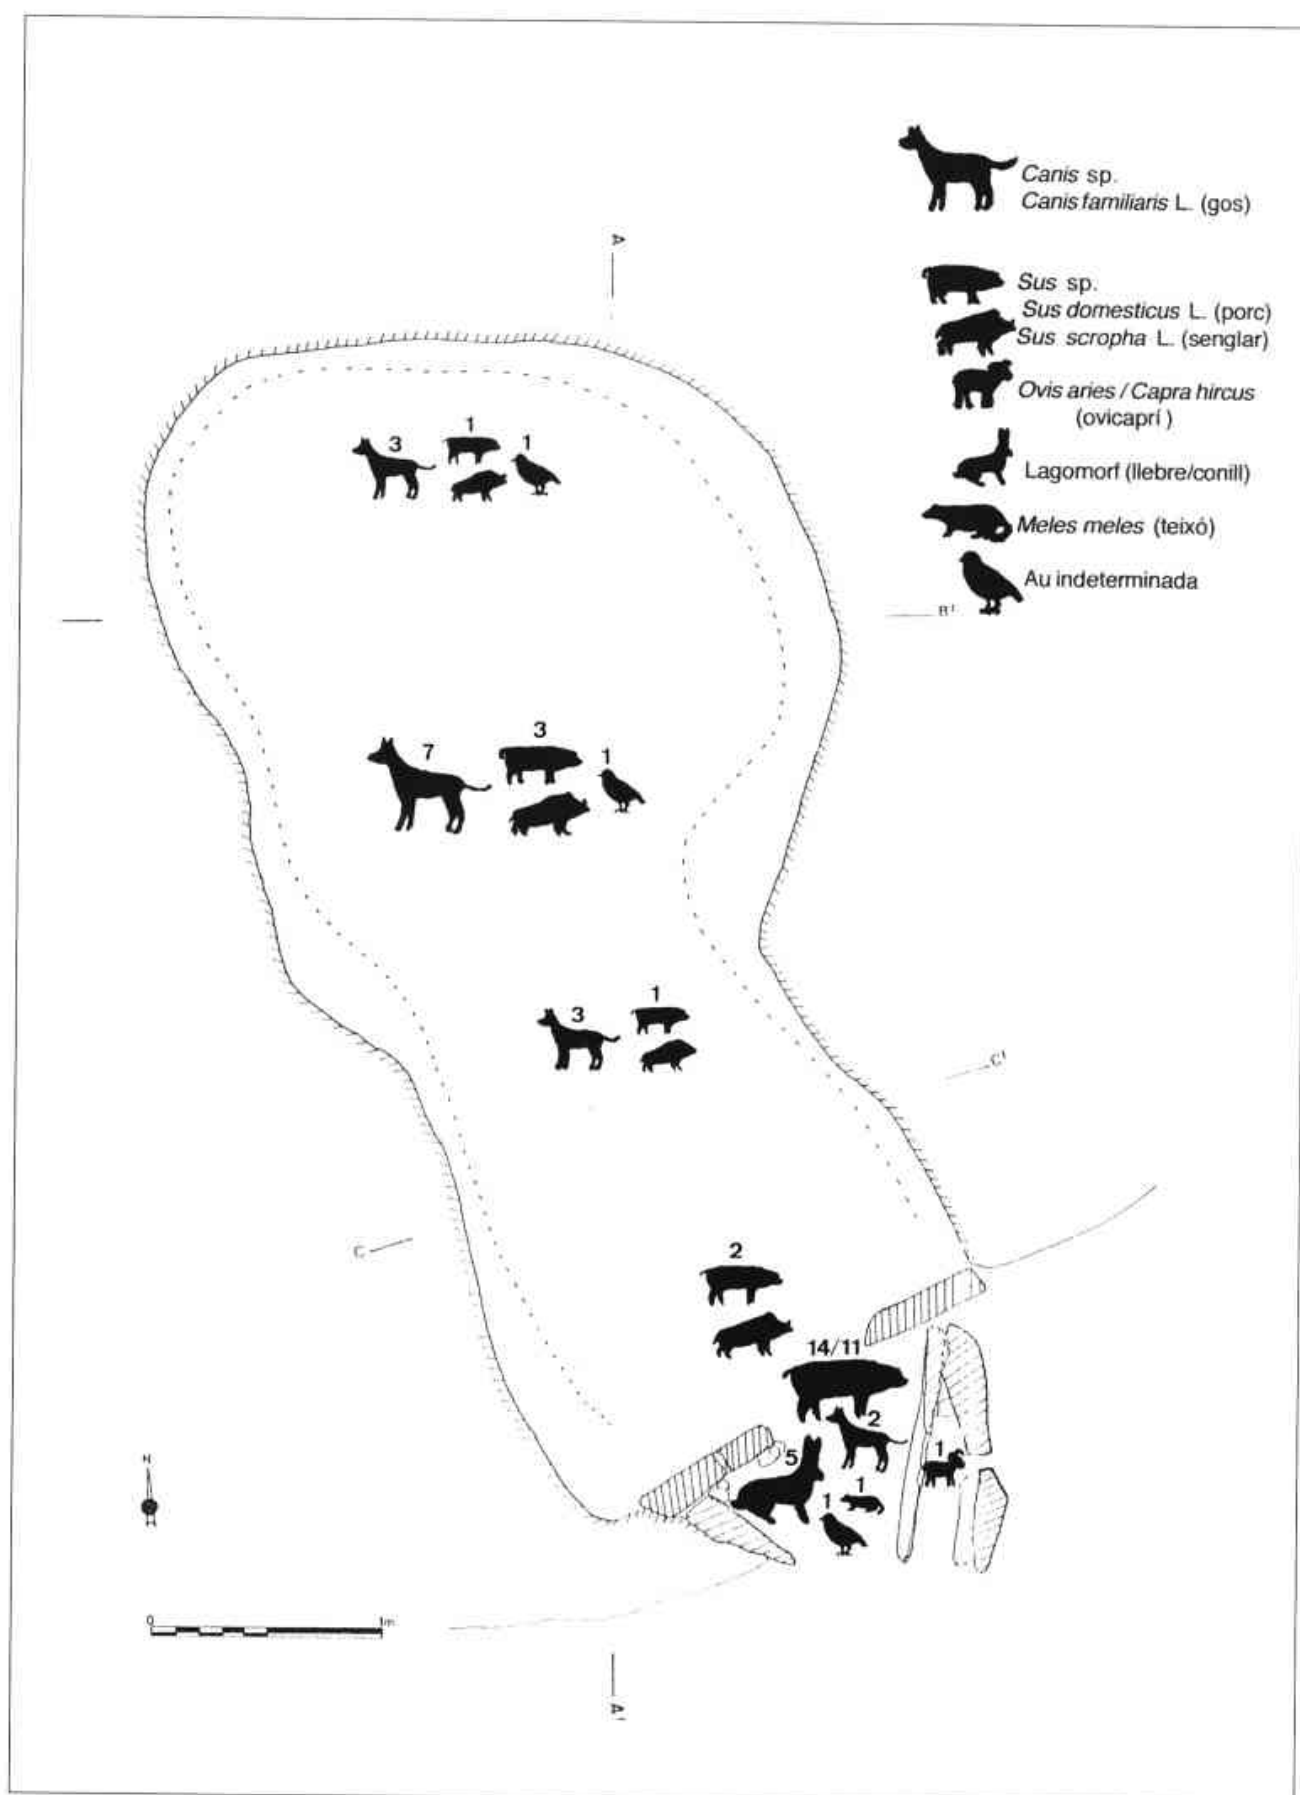 Canis sp.
Canis familiaris L. (gos)
Sus sp.
Sus domesticus L. (porc)
Sus scropha L. (senglar)
Ovis aries / Capra hircus
(ovicaprí)
Lagomorf (llebre/conill)
Meles meles (teixó)
Au indeterminada
A
3
1
1
B'
7
3
1
3
1
C'
C
2
14/11
2
5
1
1
1
N
0
1m.
A'